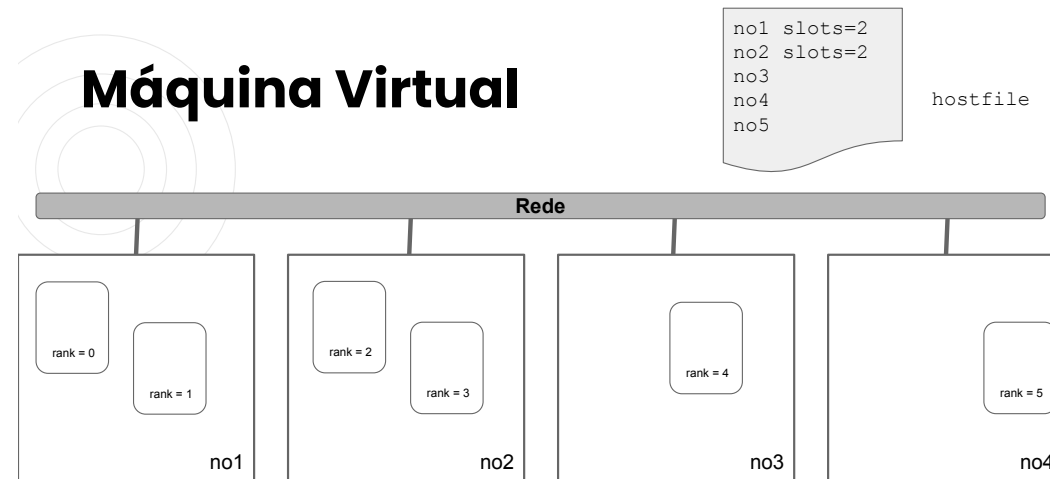 no1 slots=2
no2 slots=2
no3
no4
no5
Máquina Virtual
hostfile
Rede
rank = 0
rank = 1
no1
rank = 2
rank = 3
no2
rank = 4
no3
rank = 5
no4